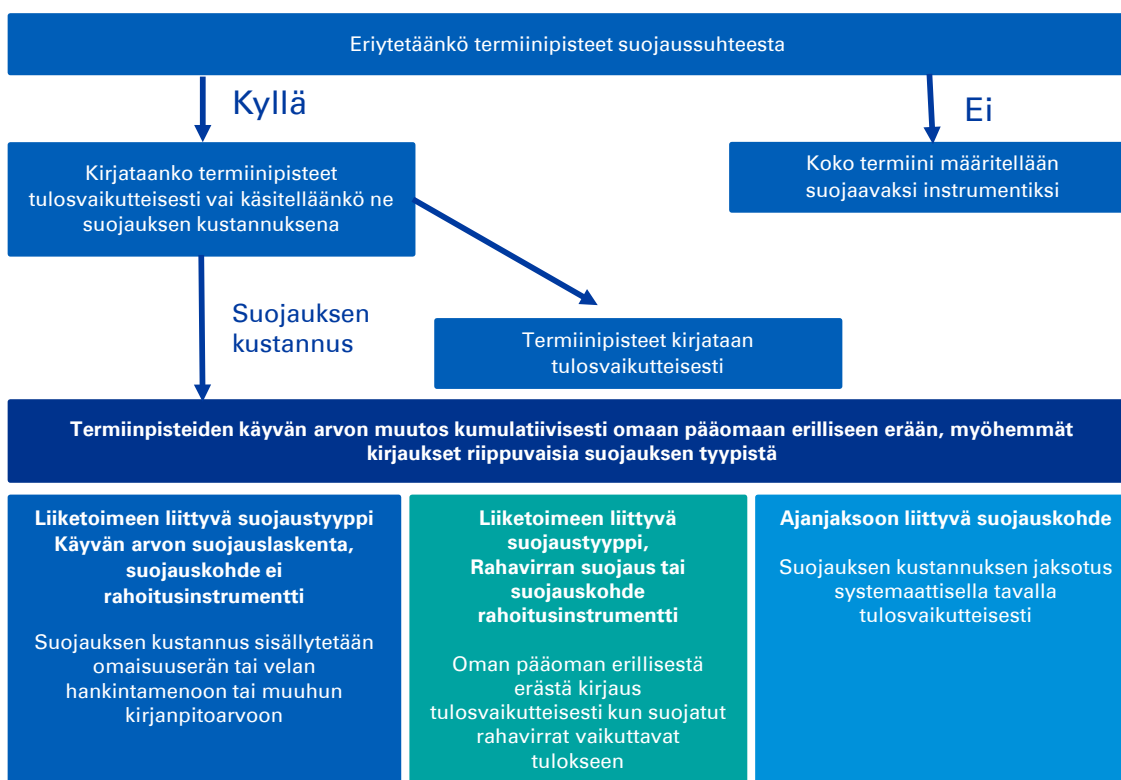 Eriytetäänkö termiinipisteet suojaussuhteesta
Kyllä
Ei
Kirjataanko termiinipisteet
tulosvaikutteisesti vai käsitelläänkö ne
suojauksen kustannuksena
Koko termiini määritellään
suojaavaksi instrumentiksi
Suojauksen
kustannus
Termiinipisteet kirjataan
tulosvaikutteisesti
Termiinpisteiden käyvän arvon muutos kumulatiivisesti omaan pääomaan erilliseen erään, myöhemmät
kirjaukset riippuvaisia suojauksen tyypistä
Liiketoimeen liittyvä suojaustyyppi
Käyvän arvon suojauslaskenta,
suojauskohde ei
rahoitusinstrumentti
Suojauksen kustannus sisällytetään
omaisuuserän tai velan
hankintamenoon tai muuhun
kirjanpitoarvoon
Liiketoimeen liittyvä
suojaustyyppi,
Rahavirran suojaus tai
suojauskohde
rahoitusinstrumentti
Oman pääoman erillisestä
erästä kirjaus
tulosvaikutteisesti kun suojatut
rahavirrat vaikuttavat
tulokseen
Ajanjaksoon liittyvä suojauskohde
Suojauksen kustannuksen jaksotus
systemaattisella tavalla
tulosvaikutteisesti